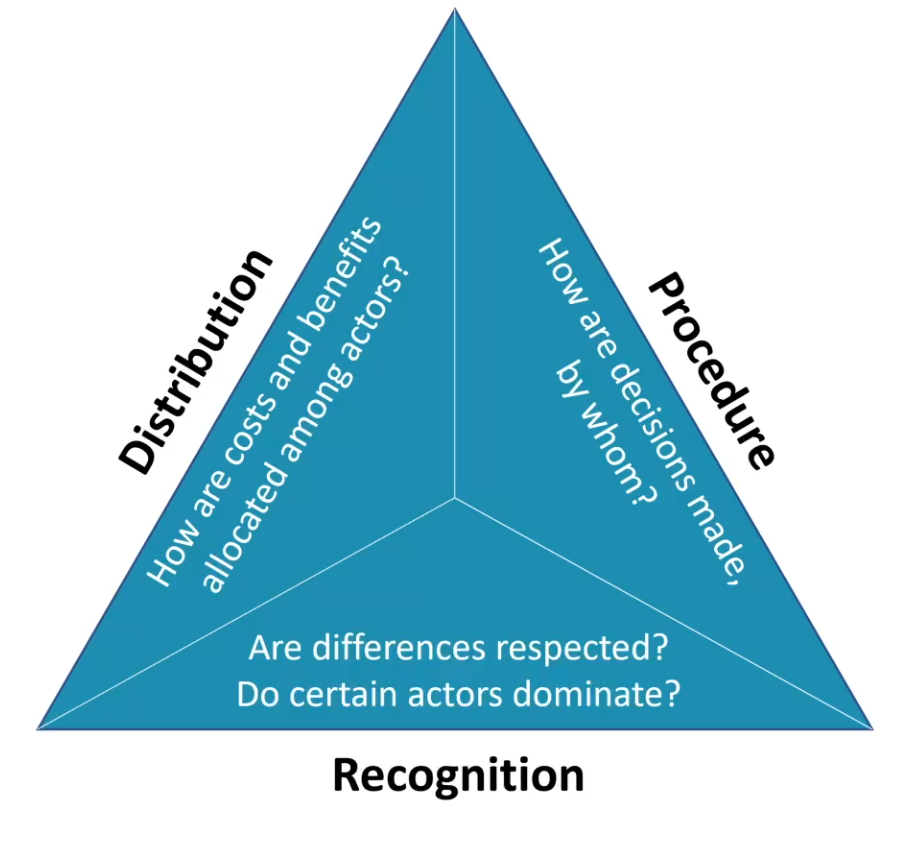 Distribution
How are costs and benefits
allocated among actors?
Procedure
How are decisions made,
by whom?
Are differences respected?
Do certain actors dominate?
Recognition